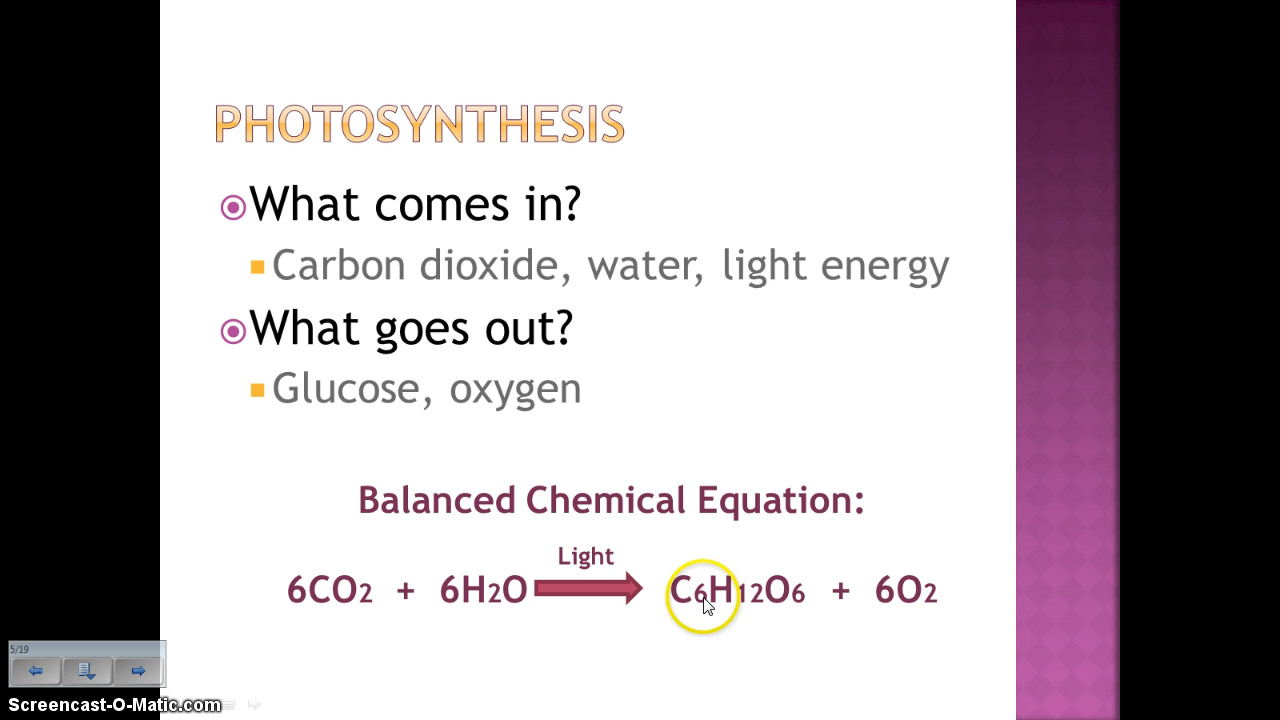 PHOTOSYNTHESIS
What comes in?
Carbon dioxide, water, light energy
What goes out?
Glucose, oxygen
Balanced Chemical Equation:
Light
6CO2 + 6H2O C6H12O6 + 6O2
5/19
Screencast-O-Matic.com